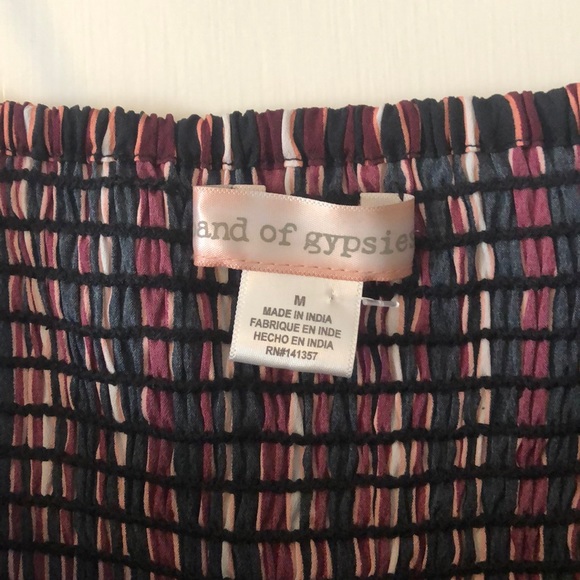 and of gypsies
M
MADE IN INDIA
FABRIQUE EN INDE
HECHO EN INDIA
RN#141357